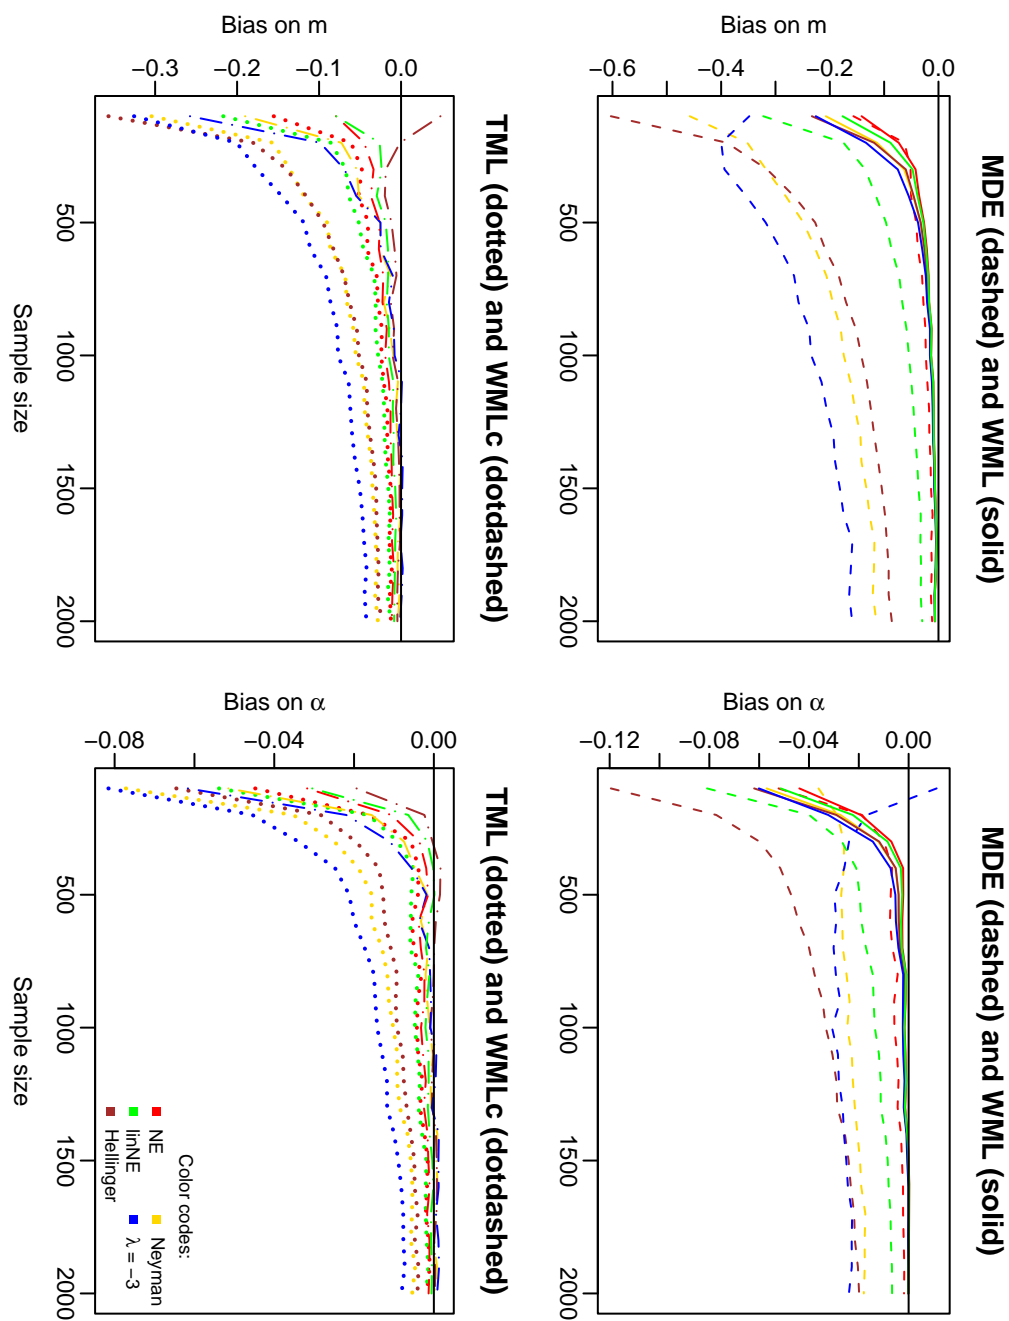 MDE (dashed) and WML (solid)
Bias on m
−0.6 −0.4 −0.2 0.0
500 1000 1500 2000
MDE (dashed) and WML (solid)
Bias on α
−0.12 −0.08 −0.04 0.00
500 1000 1500 2000
TML (dotted) and WMLc (dotdashed)
Bias on m
−0.3 −0.2 −0.1 0.0
500 1000 1500 2000
Sample size
TML (dotted) and WMLc (dotdashed)
Bias on α
−0.08 −0.04 0.00
500 1000 1500 2000
Sample size
Color codes:
NE Neyman
linNE λ = −3
Hellinger